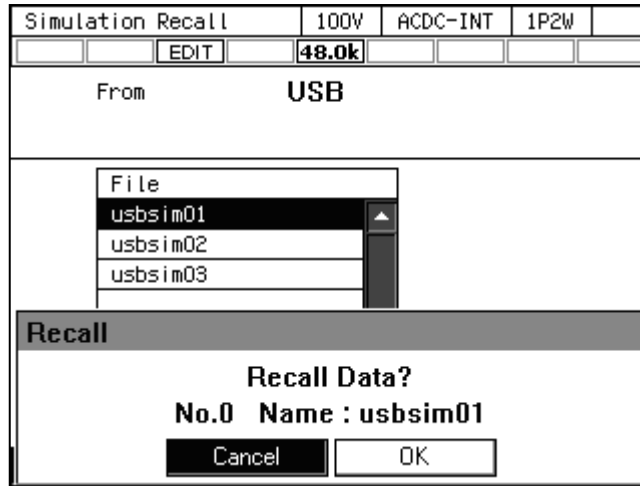 Simulation Recall 100V ACDC-INT 1P2W
EDIT 48.0k
From USB
File
usbsim01
usbsim02
usbsim03
Recall
Recall Data?
No.0 Name : usbsim01
Cancel OK